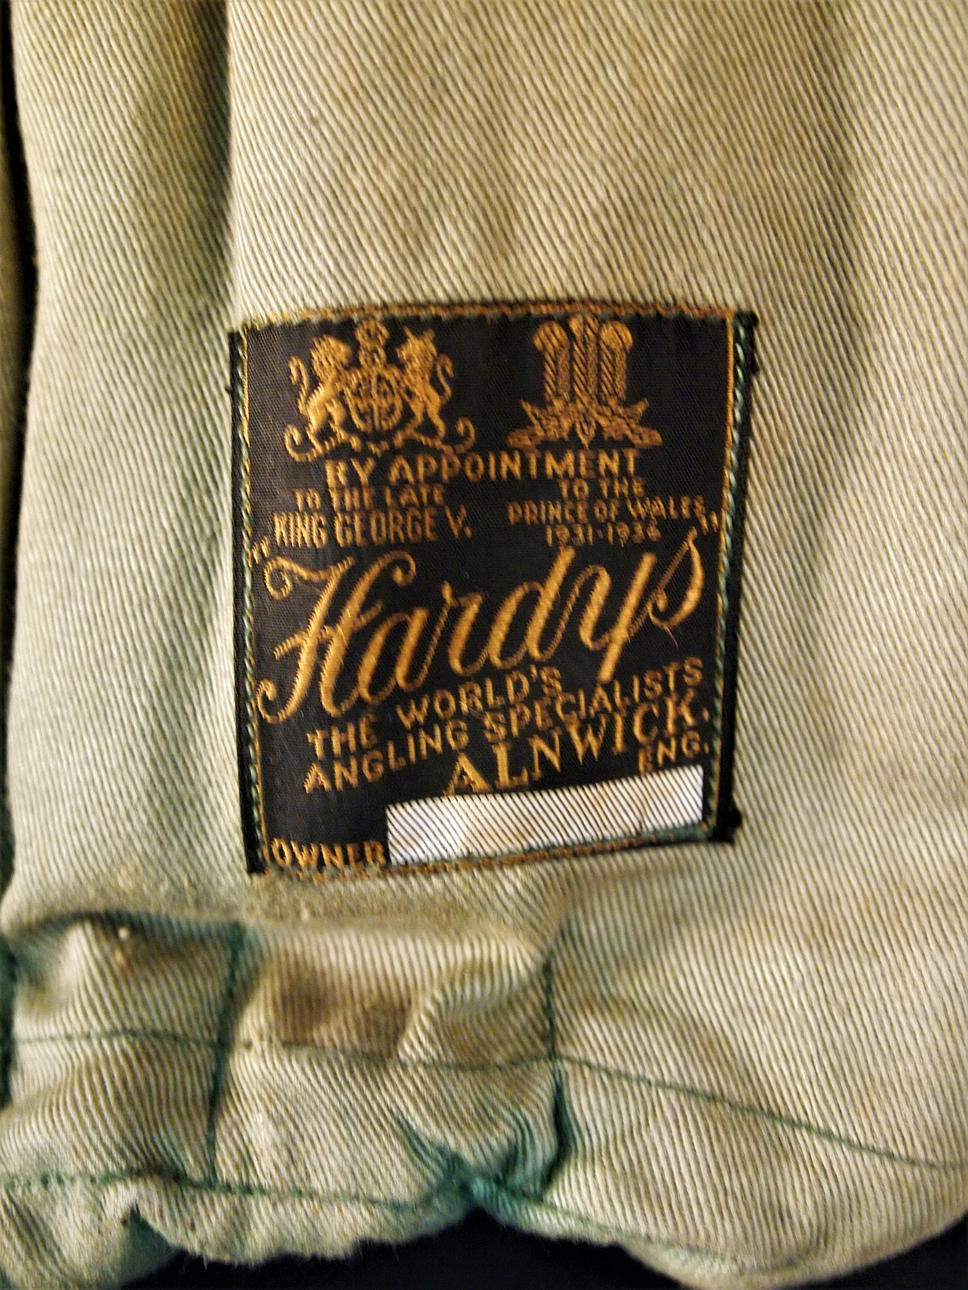 BY APPOINTMENT
TO THE LATE
KING GEORGE V.
TO THE
PRINCE OF WALES.
1931-1936
"Hardys"
THE WORLD'S
ANGLING SPECIALISTS
ALNWICK.
ENG.
OWNER